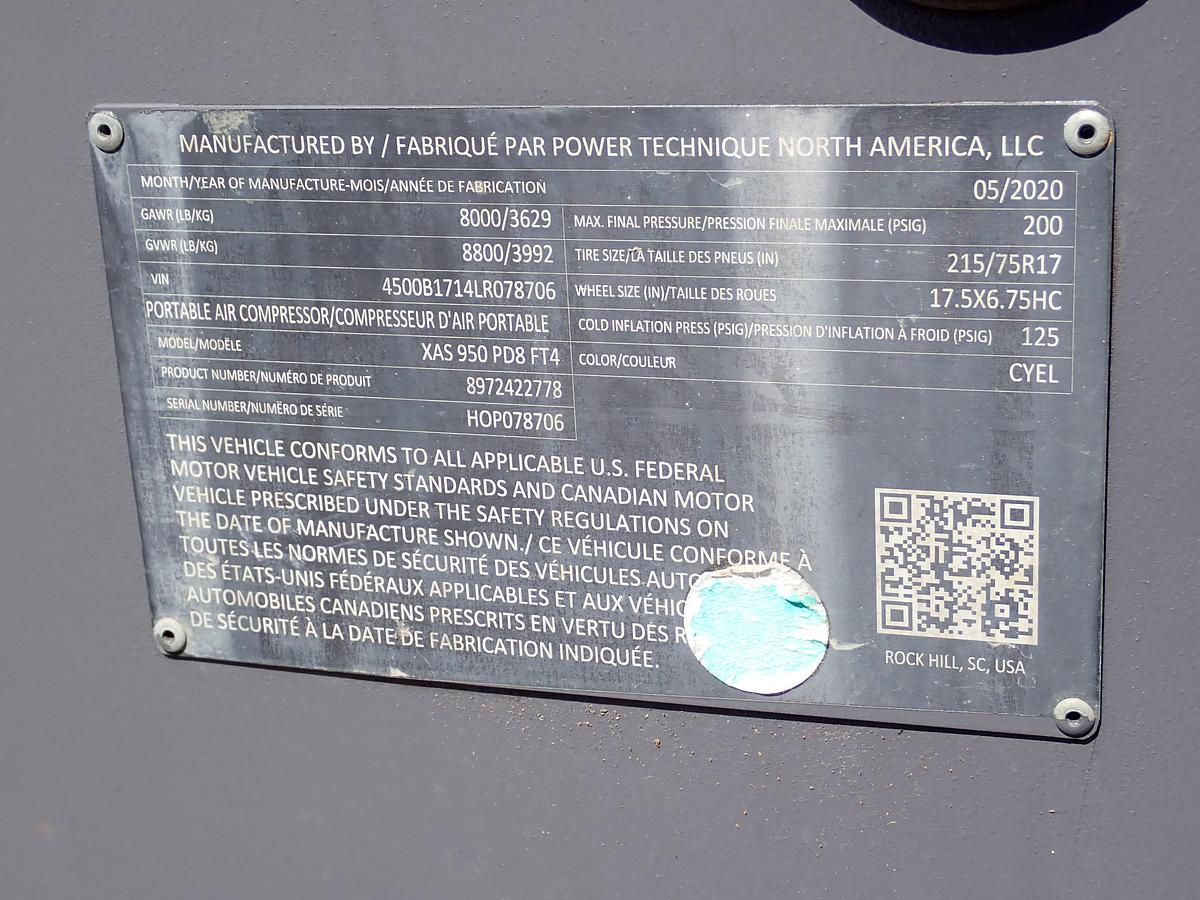 MANUFACTURED BY / FABRIQUÉ PAR POWER TECHNIQUE NORTH AMERICA, LLC
MONTH/YEAR OF MANUFACTURE-MOIS/ANNÉE DE FABRICATION 05/2020
GAWR (LB/KG) 8000/3629
MAX. FINAL PRESSURE/PRESSION FINALE MAXIMALE (PSIG) 200
GVWR (LB/KG) 8800/3992
TIRE SIZE/LA TAILLE DES PNEUS (IN) 215/75R17
VIN 4500B1714LR078706
WHEEL SIZE (IN)/TAILLE DES ROUES 17.5X6.75HC
PORTABLE AIR COMPRESSOR/COMPRESSEUR D'AIR PORTABLE
COLD INFLATION PRESS (PSIG)/PRESSION D'INFLATION À FROID (PSIG) 125
MODEL/MODÈLE XAS 950 PD8 FT4
COLOR/COULEUR CYEL
PRODUCT NUMBER/NUMÉRO DE PRODUIT 8972422778
SERIAL NUMBER/NUMÉRO DE SÉRIE HOP078706
THIS VEHICLE CONFORMS TO ALL APPLICABLE U.S. FEDERAL
MOTOR VEHICLE SAFETY STANDARDS AND CANADIAN MOTOR
VEHICLE PRESCRIBED UNDER THE SAFETY REGULATIONS ON
THE DATE OF MANUFACTURE SHOWN./ CE VÉHICULE CONFORME À
TOUTES LES NORMES DE SÉCURITÉ DES VÉHICULES
DES ÉTATS-UNIS FÉDÉRAUX APPLICABLES ET AUX
AUTOMOBILES CANADIENS PRESCRITS EN VERTU DES
DE SÉCURITÉ À LA DATE DE FABRICATION INDIQUÉE.
ROCK HILL, SC, USA